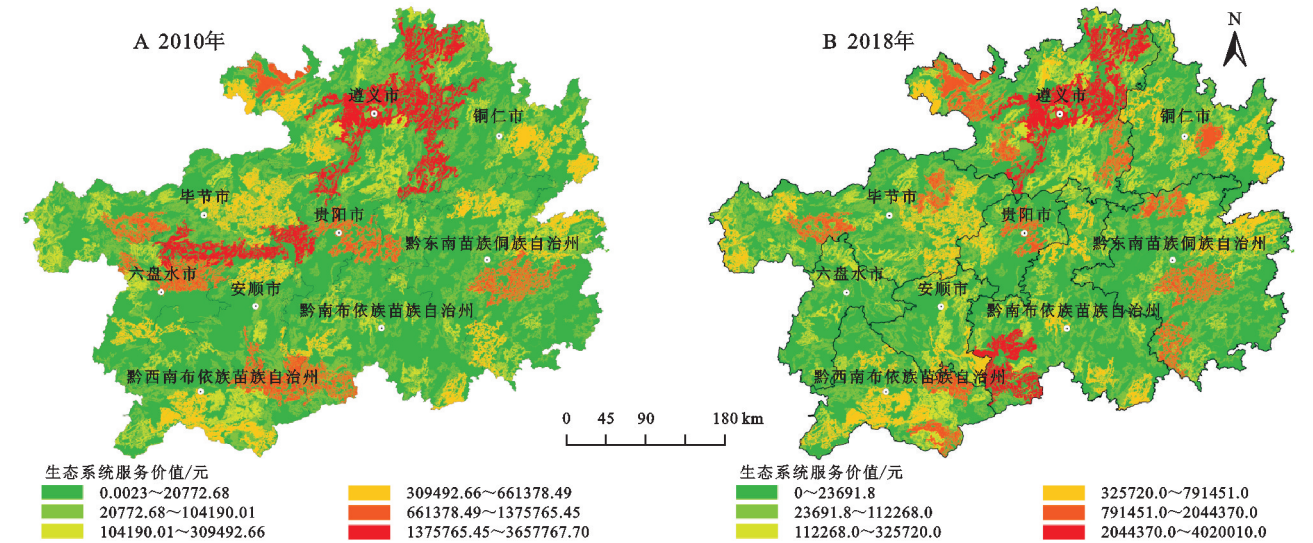 A 2010年
B 2018年
N
遵义市
铜仁市
毕节市
贵阳市
黔东南苗族侗族自治州
六盘水市
安顺市
黔南布依族苗族自治州
黔西南布依族苗族自治州
遵义市
铜仁市
毕节市
贵阳市
黔东南苗族侗族自治州
六盘水市
安顺市
黔南布依族苗族自治州
黔西南布依族苗族自治州
0 45 90 180 km
生态系统服务价值/元
0.0023～20772.68
20772.68～104190.01
104190.01～309492.66
309492.66～661378.49
661378.49～1375765.45
1375765.45～3657767.70
生态系统服务价值/元
0～23691.8
23691.8～112268.0
112268.0～325720.0
325720.0～791451.0
791451.0～2044370.0
2044370.0～4020010.0